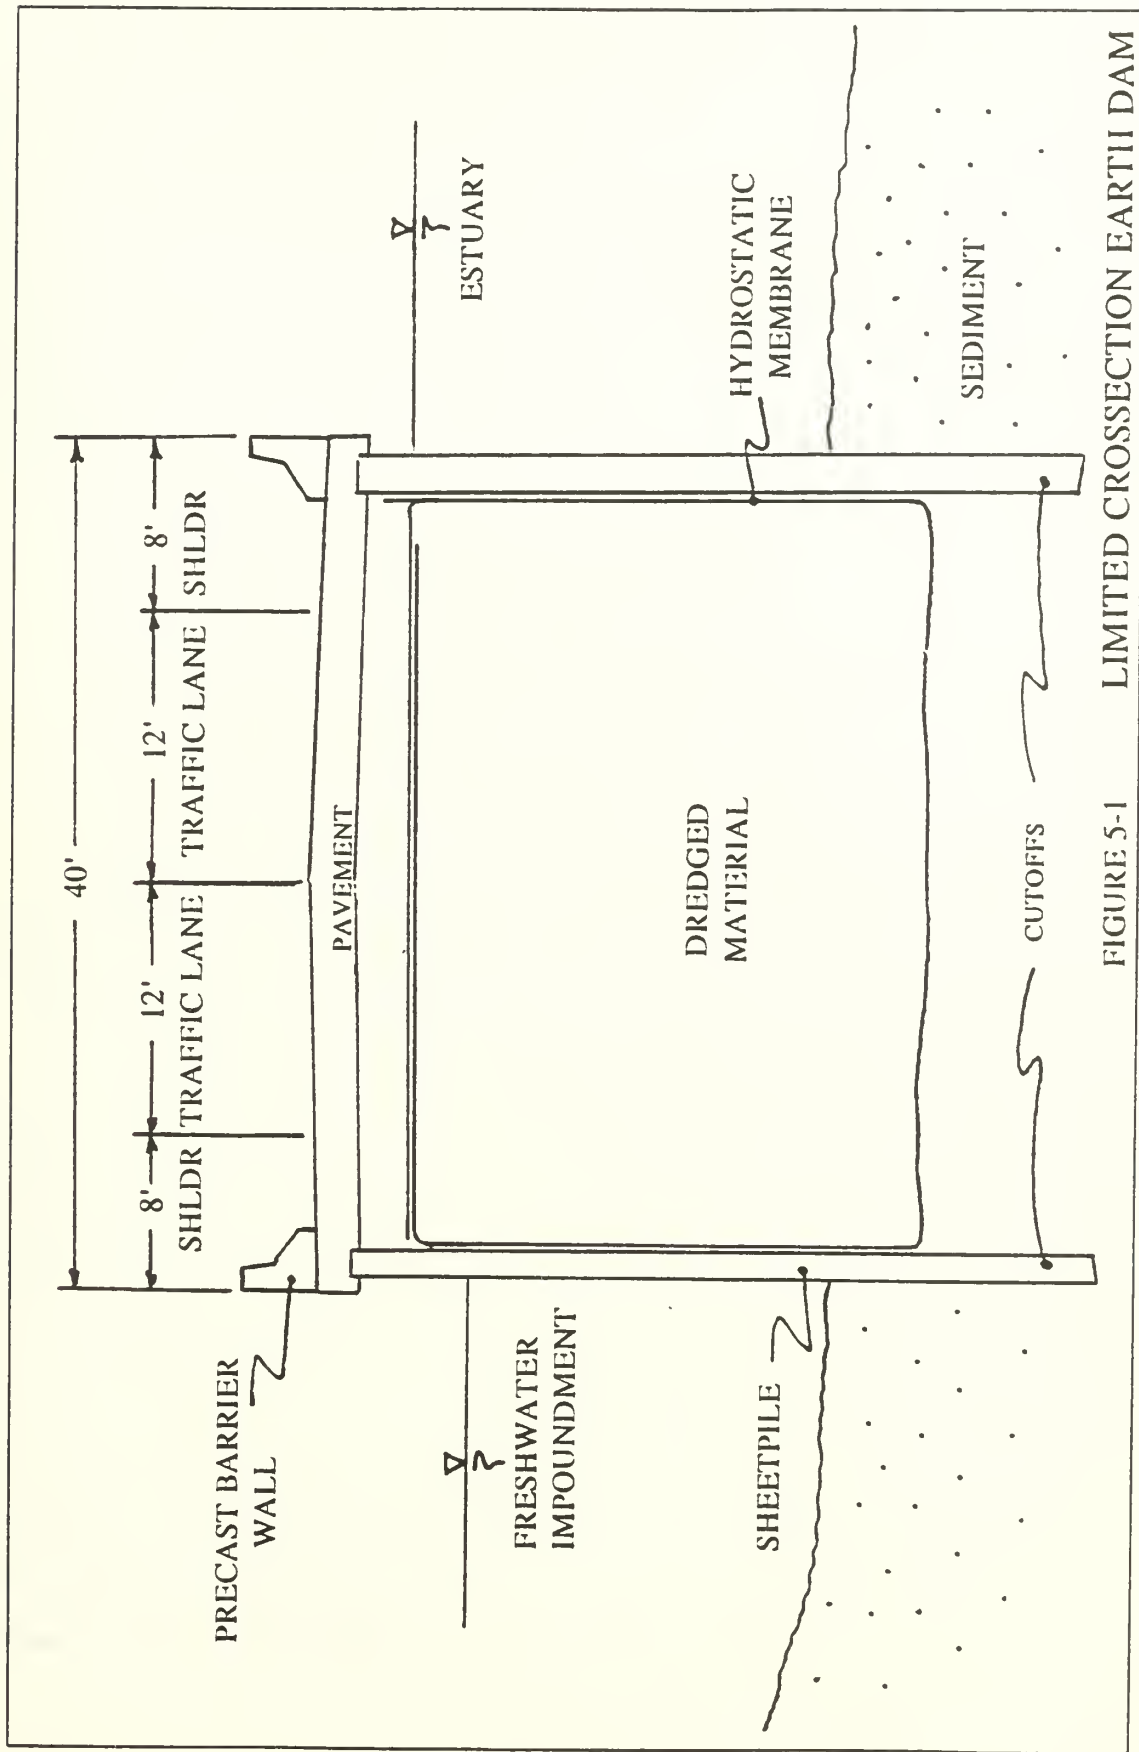 40'
8'
12'
12'
8'
SHLDR
TRAFFIC LANE
TRAFFIC LANE
SHLDR
PRECAST BARRIER
WALL
PAVEMENT
FRESHWATER
IMPOUNDMENT
ESTUARY
DREDGED
MATERIAL
HYDROSTATIC
MEMBRANE
SHEETPILE
SEDIMENT
CUTOFFS
FIGURE 5-1
LIMITED CROSSECTION EARTH DAM